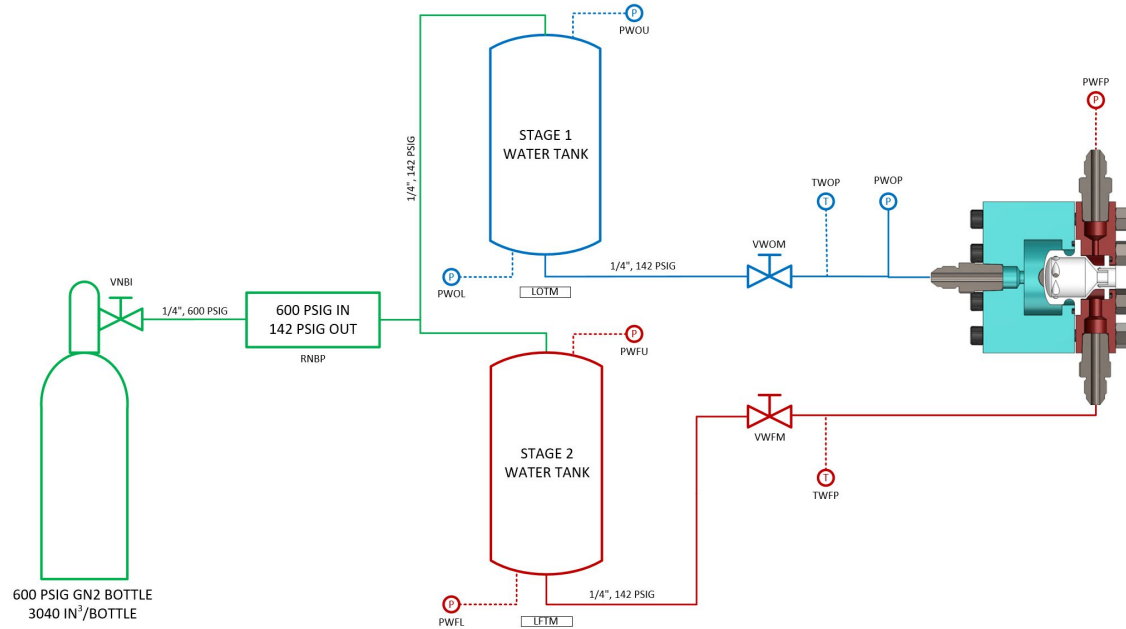 P
PWOU
PWFP
P
STAGE 1
WATER TANK
1/4", 142 PSIG
TWOP
T
PWOP
P
P
PWOL
1/4", 142 PSIG
LOTM
VWOM
VNBI
1/4", 600 PSIG
600 PSIG IN
142 PSIG OUT
RNBP
P
PWFU
STAGE 2
WATER TANK
VWFM
T
TWFP
600 PSIG GN2 BOTTLE
3040 IN³/BOTTLE
P
PWFL
1/4", 142 PSIG
LFTM